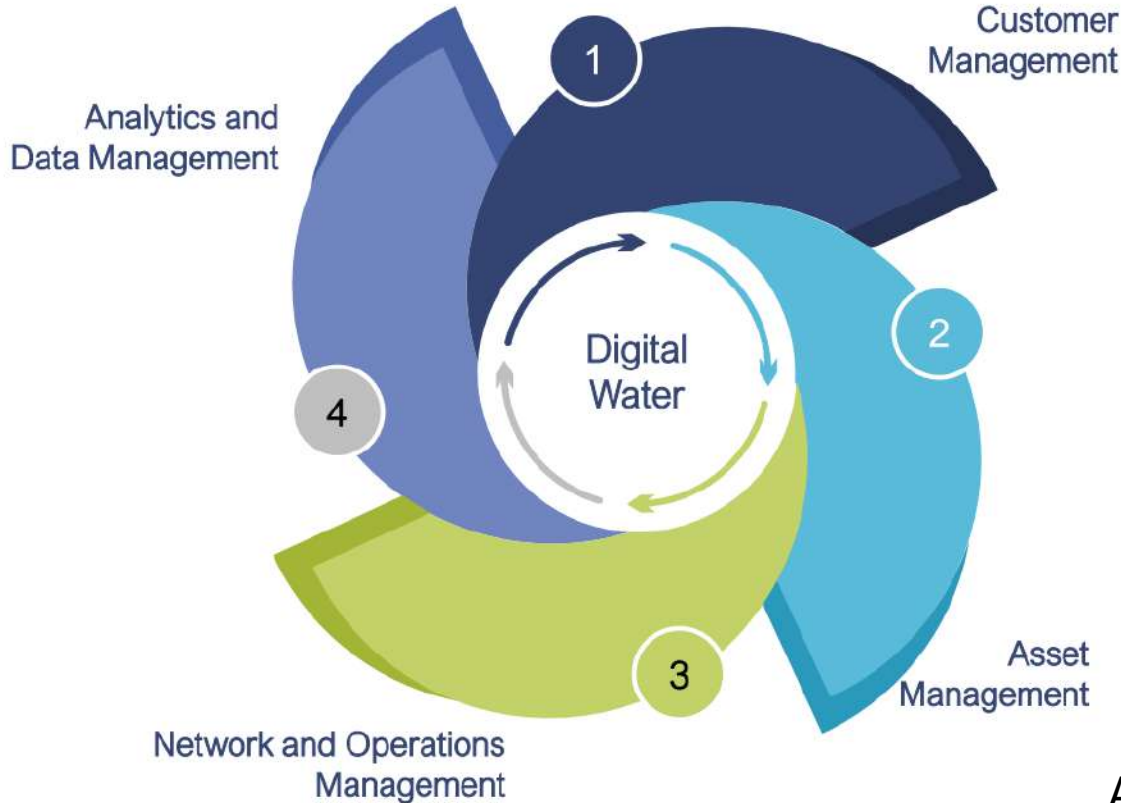 1
Customer
Management
Analytics and
Data Management
2
Digital
Water
4
3
Asset
Management
Network and Operations
Management
A